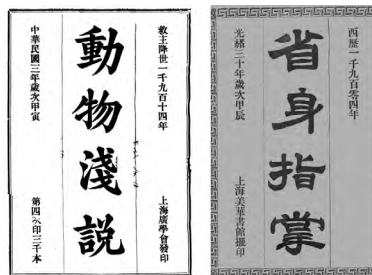 救主降世一千九百十四年
上海廣學會發印
動物淺説
中華民國三年歲次甲寅
第四次印三千本
西歷一千九百零四年
上海美華書館擺印
省身指掌
光緒三十年歲次甲辰